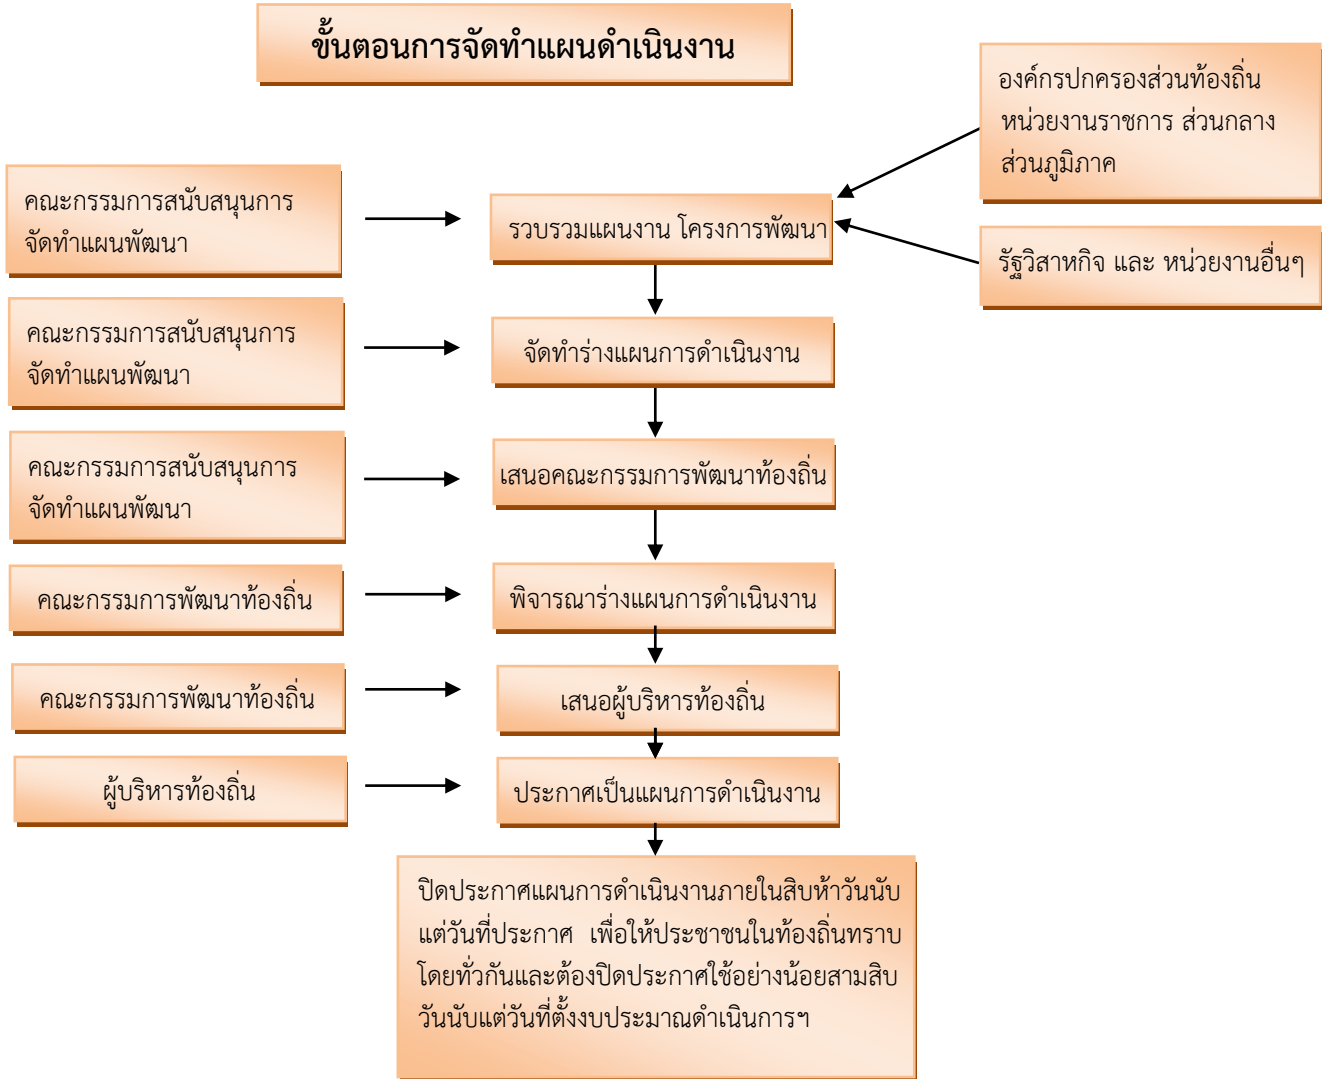 ขั้นตอนการจัดทำแผนดำเนินงาน
องค์กรปกครองส่วนท้องถิ่น
หน่วยงานราชการ ส่วนกลาง
ส่วนภูมิภาค
คณะกรรมการสนับสนุนการ
จัดทำแผนพัฒนา
รวบรวมแผนงาน โครงการพัฒนา
รัฐวิสาหกิจ และ หน่วยงานอื่นๆ
คณะกรรมการสนับสนุนการ
จัดทำแผนพัฒนา
จัดทำร่างแผนการดำเนินงาน
คณะกรรมการสนับสนุนการ
จัดทำแผนพัฒนา
เสนอคณะกรรมการพัฒนาท้องถิ่น
คณะกรรมการพัฒนาท้องถิ่น
พิจารณาร่างแผนการดำเนินงาน
คณะกรรมการพัฒนาท้องถิ่น
เสนอผู้บริหารท้องถิ่น
ผู้บริหารท้องถิ่น
ประกาศเป็นแผนการดำเนินงาน
ปิดประกาศแผนการดำเนินงานภายในสิบห้าวันนับ
แต่วันที่ประกาศ เพื่อให้ประชาชนในท้องถิ่นทราบ
โดยทั่วกันและต้องปิดประกาศใช้อย่างน้อยสามสิบ
วันนับแต่วันที่ตั้งงบประมาณดำเนินการฯ